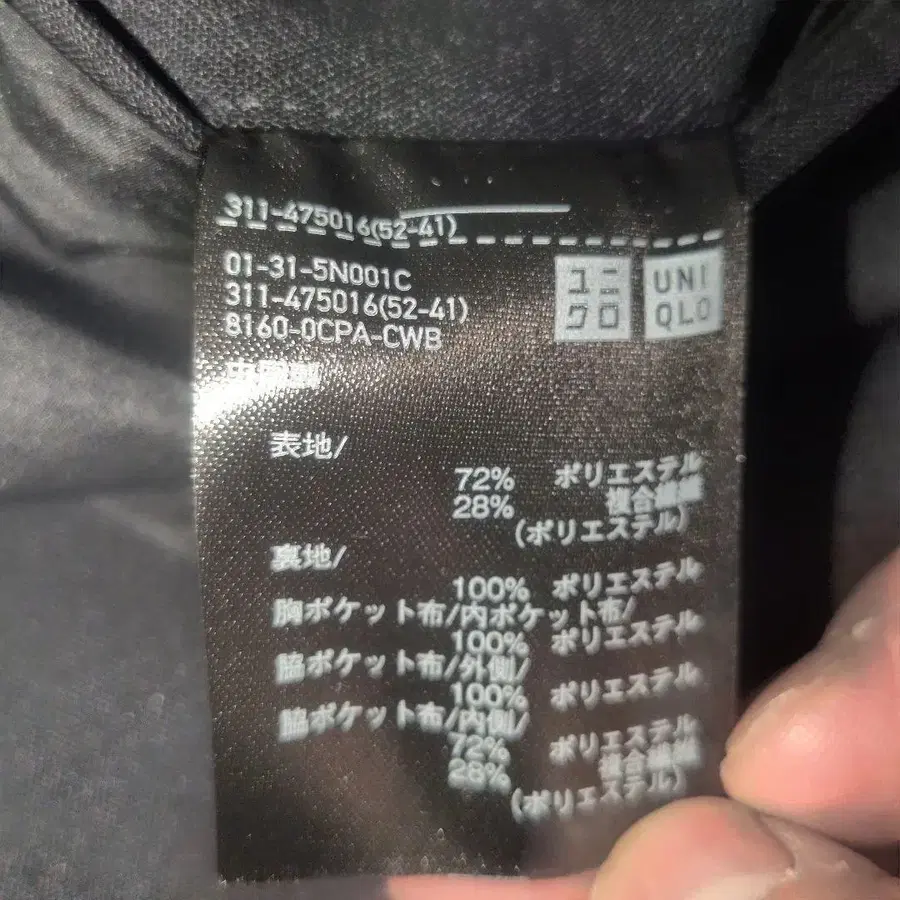 311-475016(52-41)
01-31-5N001C
311-475016(52-41)
8160-0CPA-CWB
ユニ
クロ
UNI
QLO
中国製
表地/
72% ポリエステル
28% 複合繊維
(ポリエステル)
裏地/
100% ポリエステル
胸ポケット布/内ポケット布/
100% ポリエステル
脇ポケット布/外側/
100% ポリエステル
脇ポケット布/内側/
72% ポリエステル
28% 複合繊維
(ポリエステル)